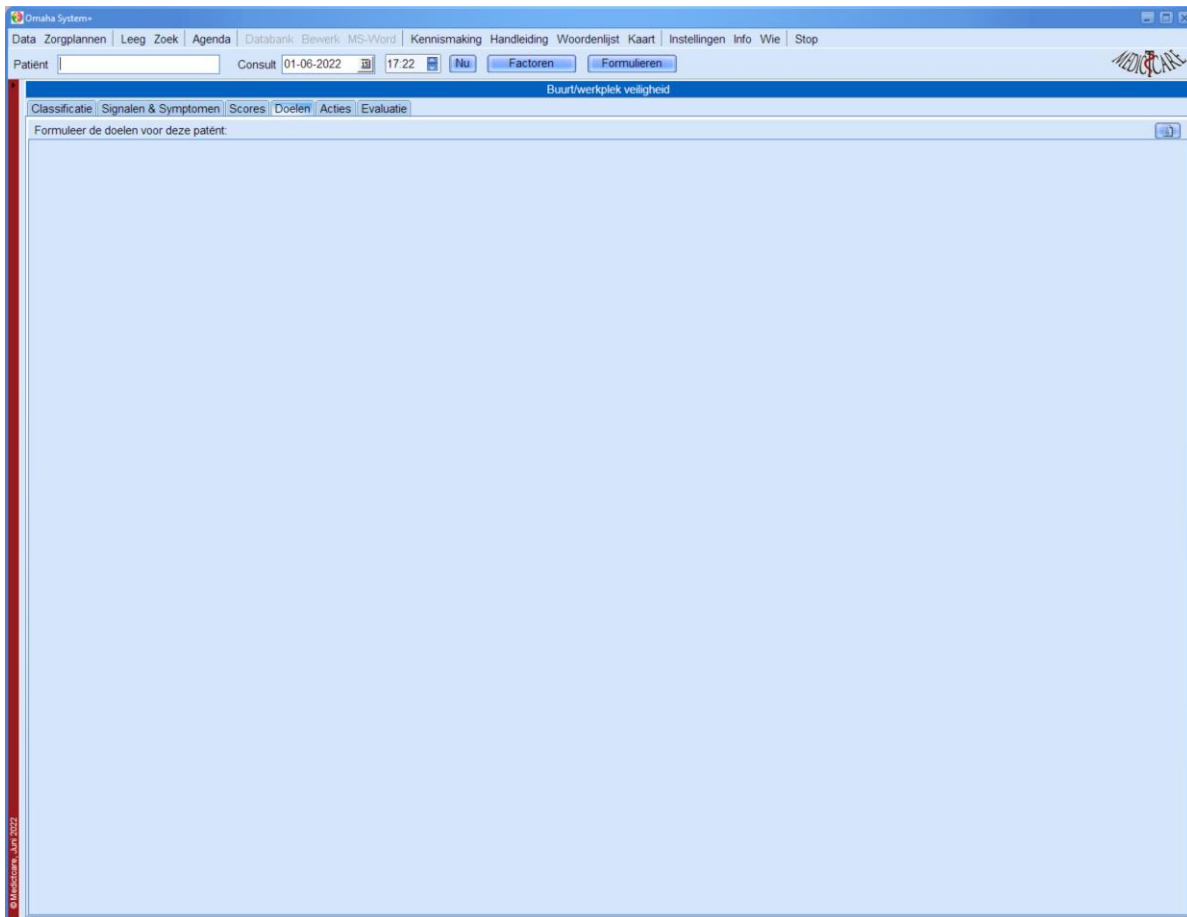 Omaha System+
Data Zorgplannen Leeg Zoek Agenda Databank Bewerk MS-Word Kennismaking Handleiding Woordenlijst Kaart Instellingen Info Wie Stop
Patiënt Consult 01-06-2022 17:22 Nu Factoren Formulieren MEDICTCARE
Buurt/werkplek veiligheid
Classificatie Signalen & Symptomen Scores Doelen Acties Evaluatie
Formuleer de doelen voor deze patënt:
© Medictcare, Juni 2022